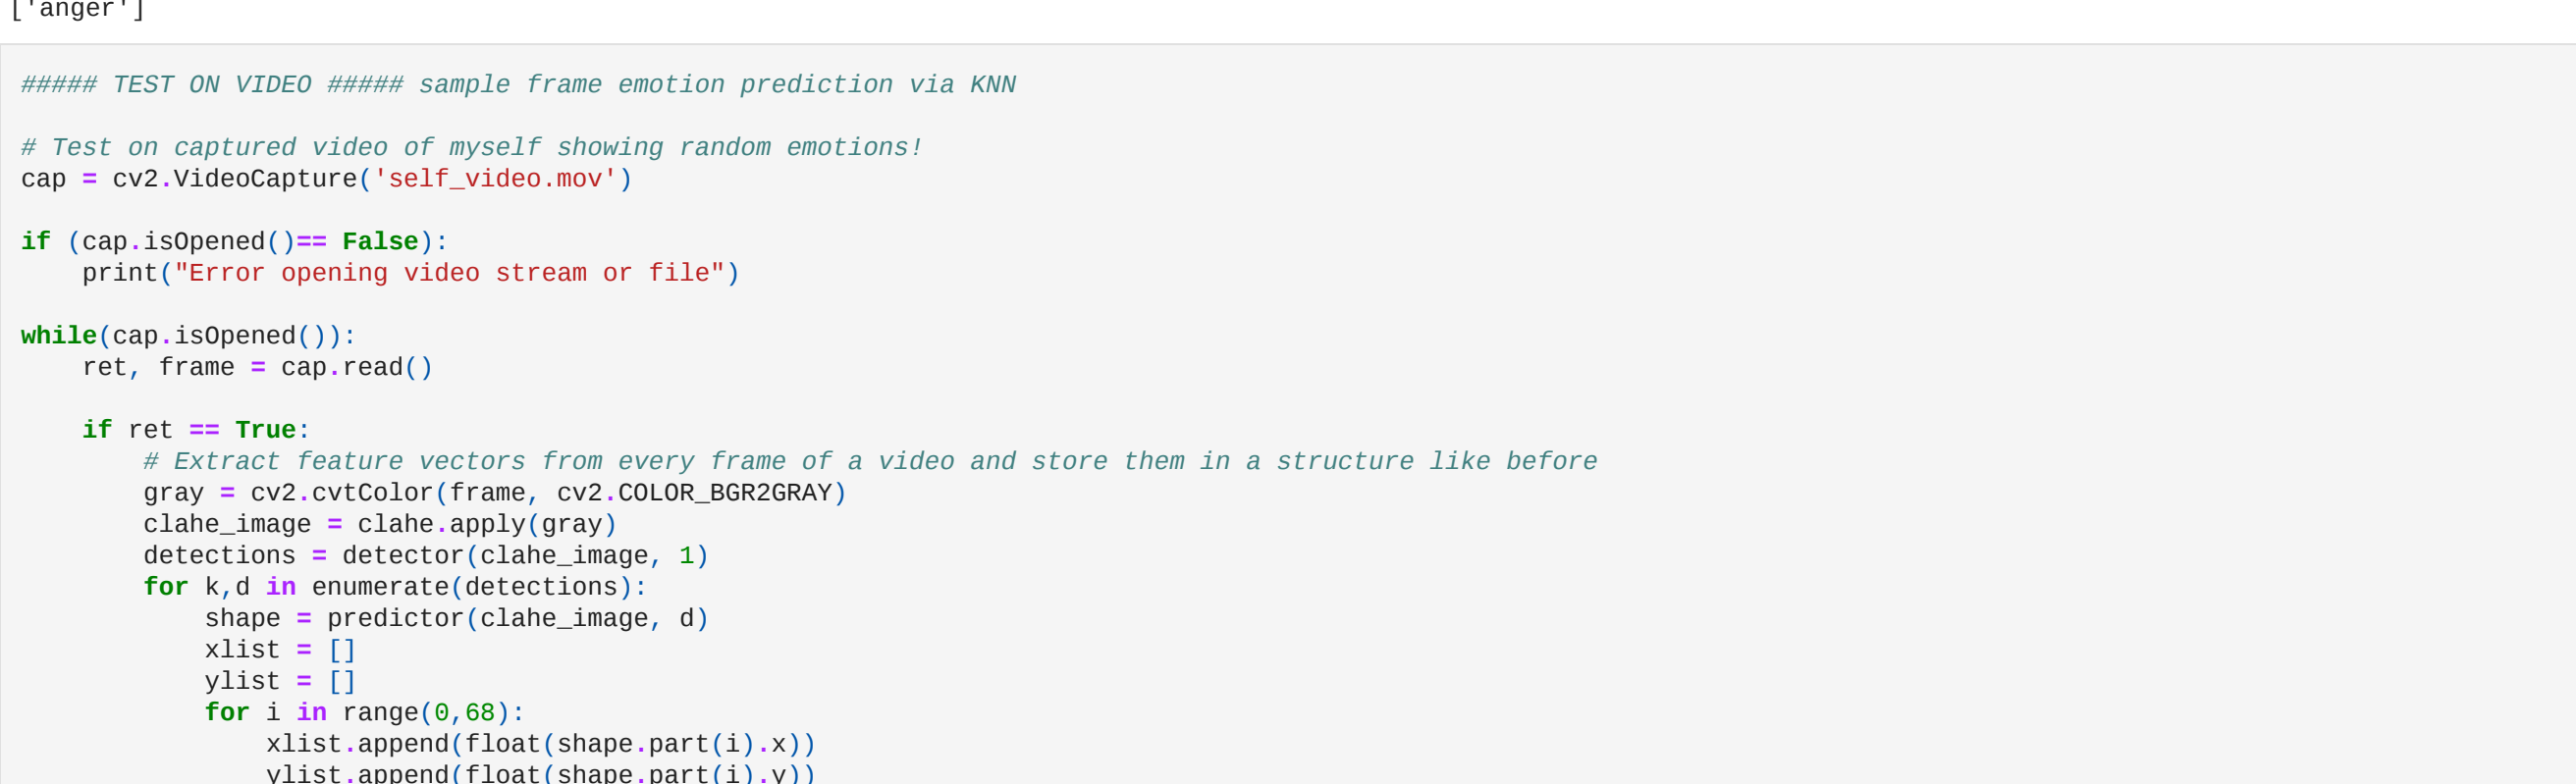 ['anger']
##### TEST ON VIDEO ##### sample frame emotion prediction via KNN
# Test on captured video of myself showing random emotions!
cap = cv2.VideoCapture('self_video.mov')
if (cap.isOpened()== False):
    print("Error opening video stream or file")
while(cap.isOpened()):
    ret, frame = cap.read()
    if ret == True:
        # Extract feature vectors from every frame of a video and store them in a structure like before
        gray = cv2.cvtColor(frame, cv2.COLOR_BGR2GRAY)
        clahe_image = clahe.apply(gray)
        detections = detector(clahe_image, 1)
        for k,d in enumerate(detections):
            shape = predictor(clahe_image, d)
            xlist = []
            ylist = []
            for i in range(0,68):
                xlist.append(float(shape.part(i).x))
                ylist.append(float(shape.part(i).y))